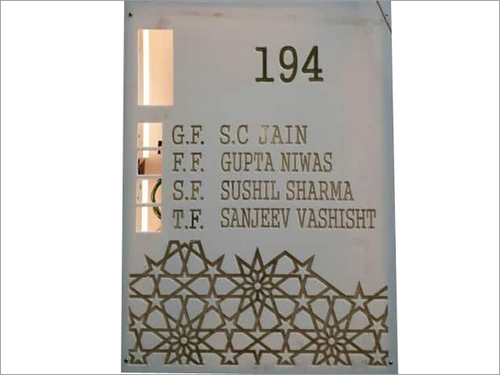 194
G.F. S.C JAIN
F.F. GUPTA NIWAS
S.F. SUSHIL SHARMA
T.F. SANJEEV VASHISHT